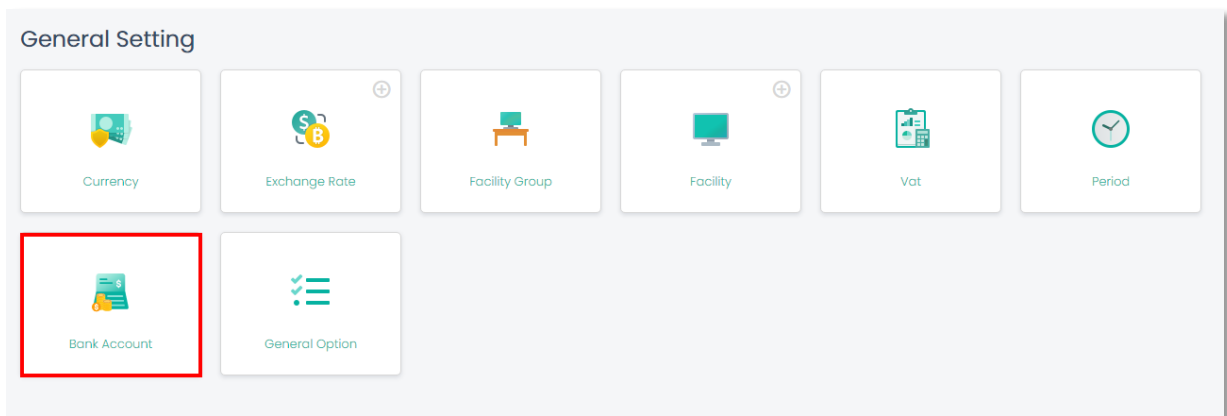 General Setting
Currency
Exchange Rate
Facility Group
Facility
Vat
Period
Bank Account
General Option